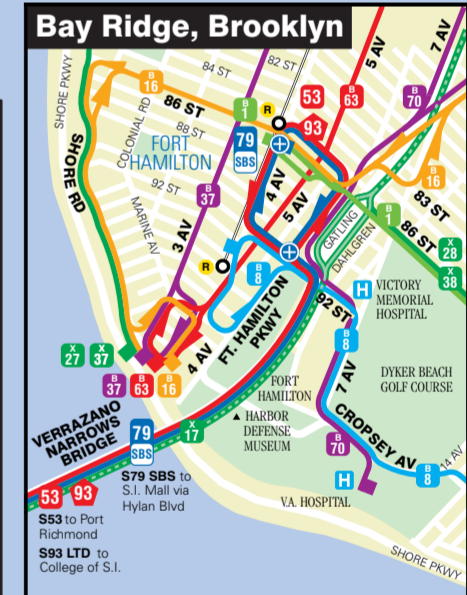 Bay Ridge, Brooklyn
SHORE PKWY
84 ST
82 ST
5 AV
7 AV
B
16
86 ST
B
1
R
53
B
63
B
70
COLONIAL RD
88 ST
93
79
SBS
SHORE RD
FORT
HAMILTON
92 ST
B
37
4 AV
5 AV
B
16
83 ST
B
1
86 ST
MARINE AV
3 AV
GATLING
DAHLGREN
X
28
X
38
R
B
8
H
VICTORY
MEMORIAL
HOSPITAL
92 ST
FT. HAMILTON
PKWY
B
8
4 AV
X
27
X
37
B
37
B
63
B
16
7 AV
DYKER BEACH
GOLF COURSE
FORT
HAMILTON
HARBOR
DEFENSE
MUSEUM
VERRAZANO
NARROWS
BRIDGE
79
SBS
X
17
CROPSEY AV
B
70
14 AV
B
8
H
V.A. HOSPITAL
S79 SBS to
S.I. Mall via
Hylan Blvd
53
93
S53 to Port
Richmond
S93 LTD to
College of S.I.
SHORE PKWY